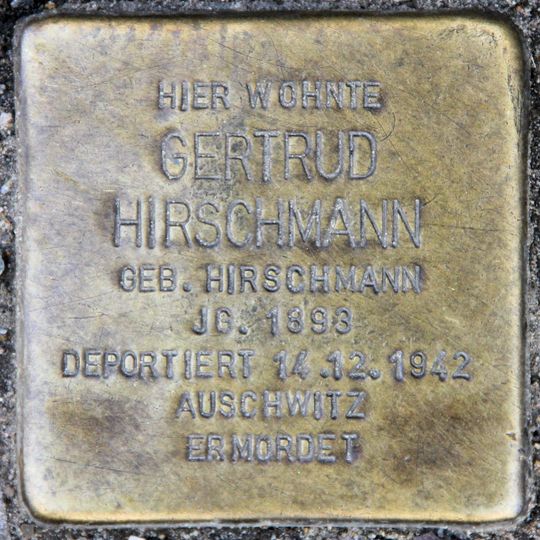 HIER WOHNTE
GERTRUD
HIRSCHMANN
GEB. HIRSCHMANN
JG. 1893
DEPORTIERT 14.12.1942
AUSCHWITZ
ERMORDET